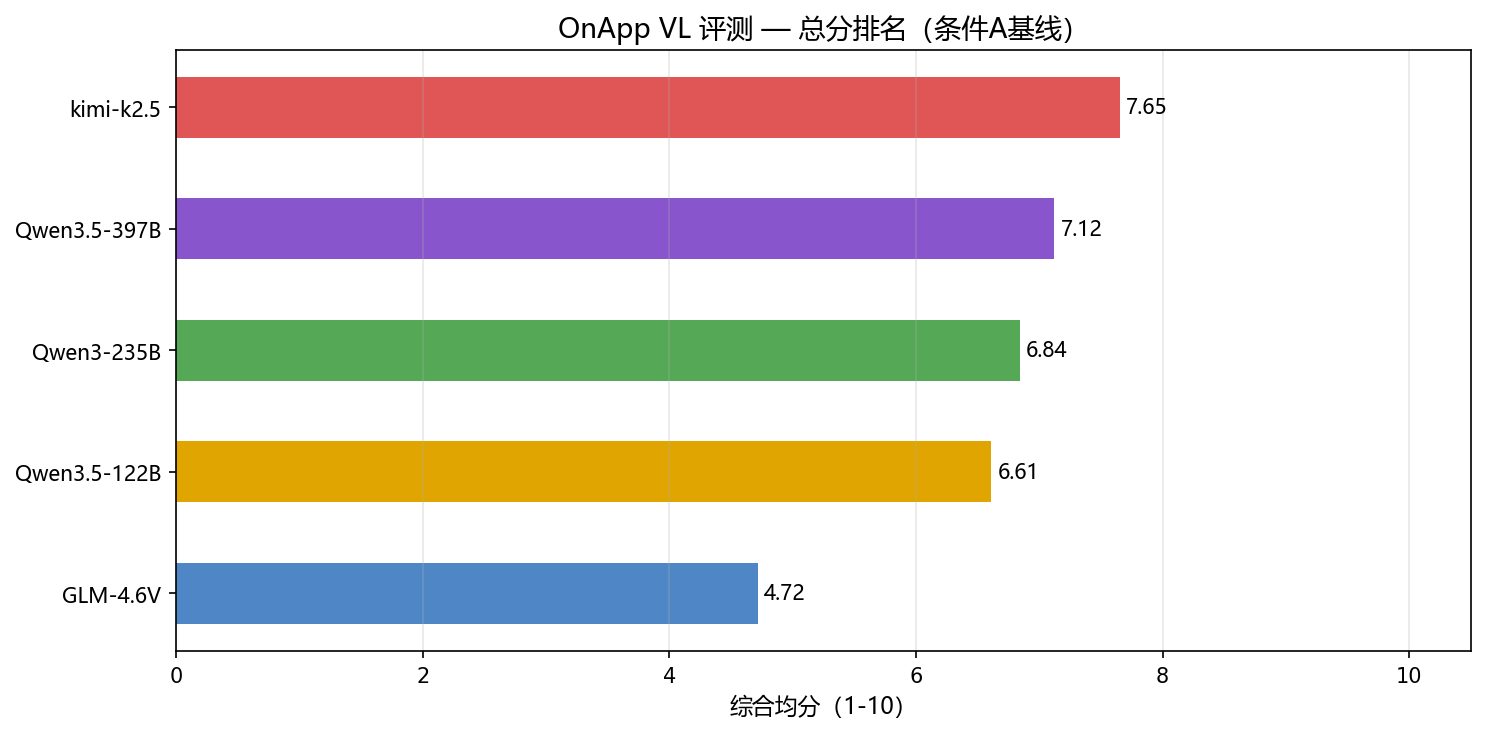 OnApp VL 评测 — 总分排名（条件A基线）
kimi-k2.5
7.65
Qwen3.5-397B
7.12
Qwen3-235B
6.84
Qwen3.5-122B
6.61
GLM-4.6V
4.72
0 2 4 6 8 10
综合均分（1-10）